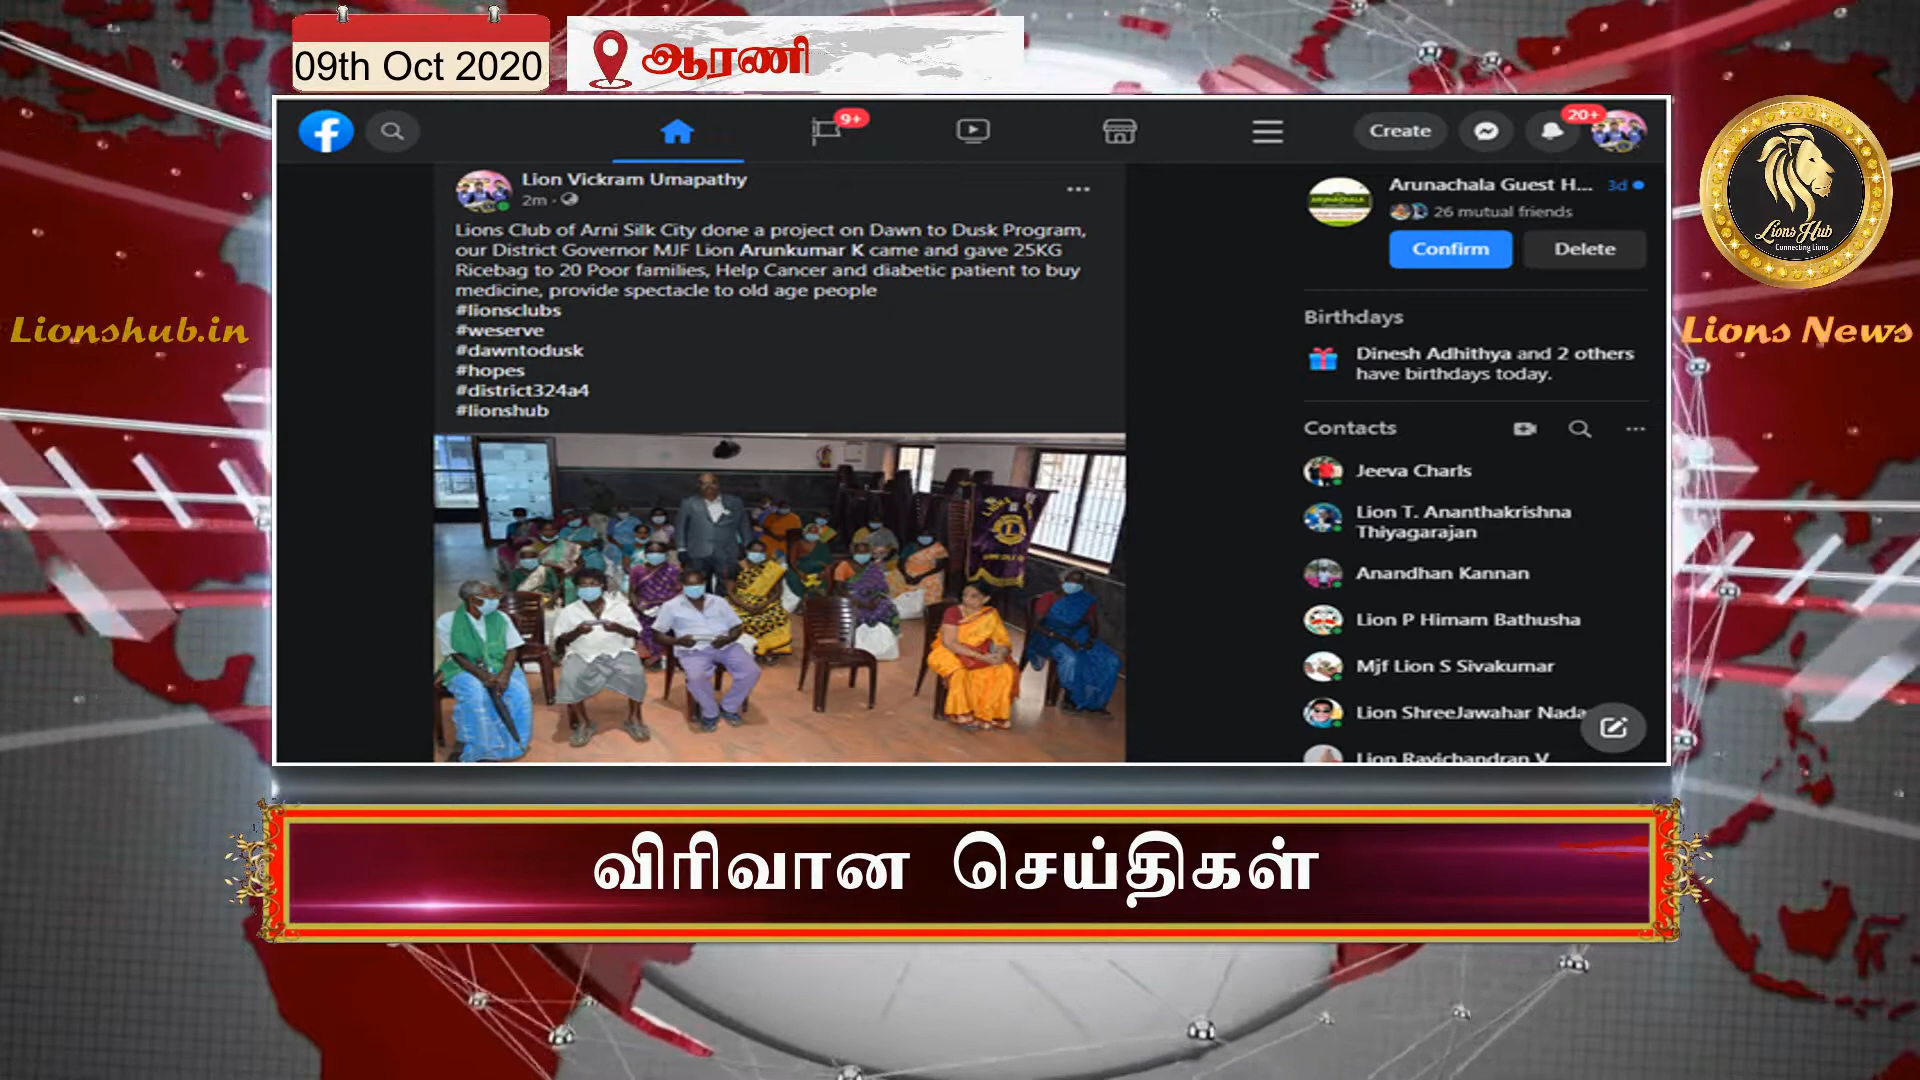 09th Oct 2020
ஆரணி
9+
Create
20+
Lion Vickram Umapathy
2m
Lions Club of Arni Silk City done a project on Dawn to Dusk Program,
our District Governor MJF Lion Arunkumar K came and gave 25KG
Ricebag to 20 Poor families, Help Cancer and diabetic patient to buy
medicine, provide spectacle to old age people
#lionsclubs
#weserve
#dawntodusk
#hopes
#district324a4
#lionshub
Arunachala Guest H...
3d
26 mutual friends
Confirm
Delete
Birthdays
Dinesh Adhithya and 2 others
have birthdays today.
Contacts
Jeeva Charls
Lion T. Ananthakrishna
Thiyagarajan
Anandhan Kannan
Lion P Himam Bathusha
Mjf Lion S Sivakumar
Lion ShreeJawahar Nada
Lion Ravichandran V
Lions Hub
Connecting Lions
Lionshub.in
Lions News
விரிவான செய்திகள்